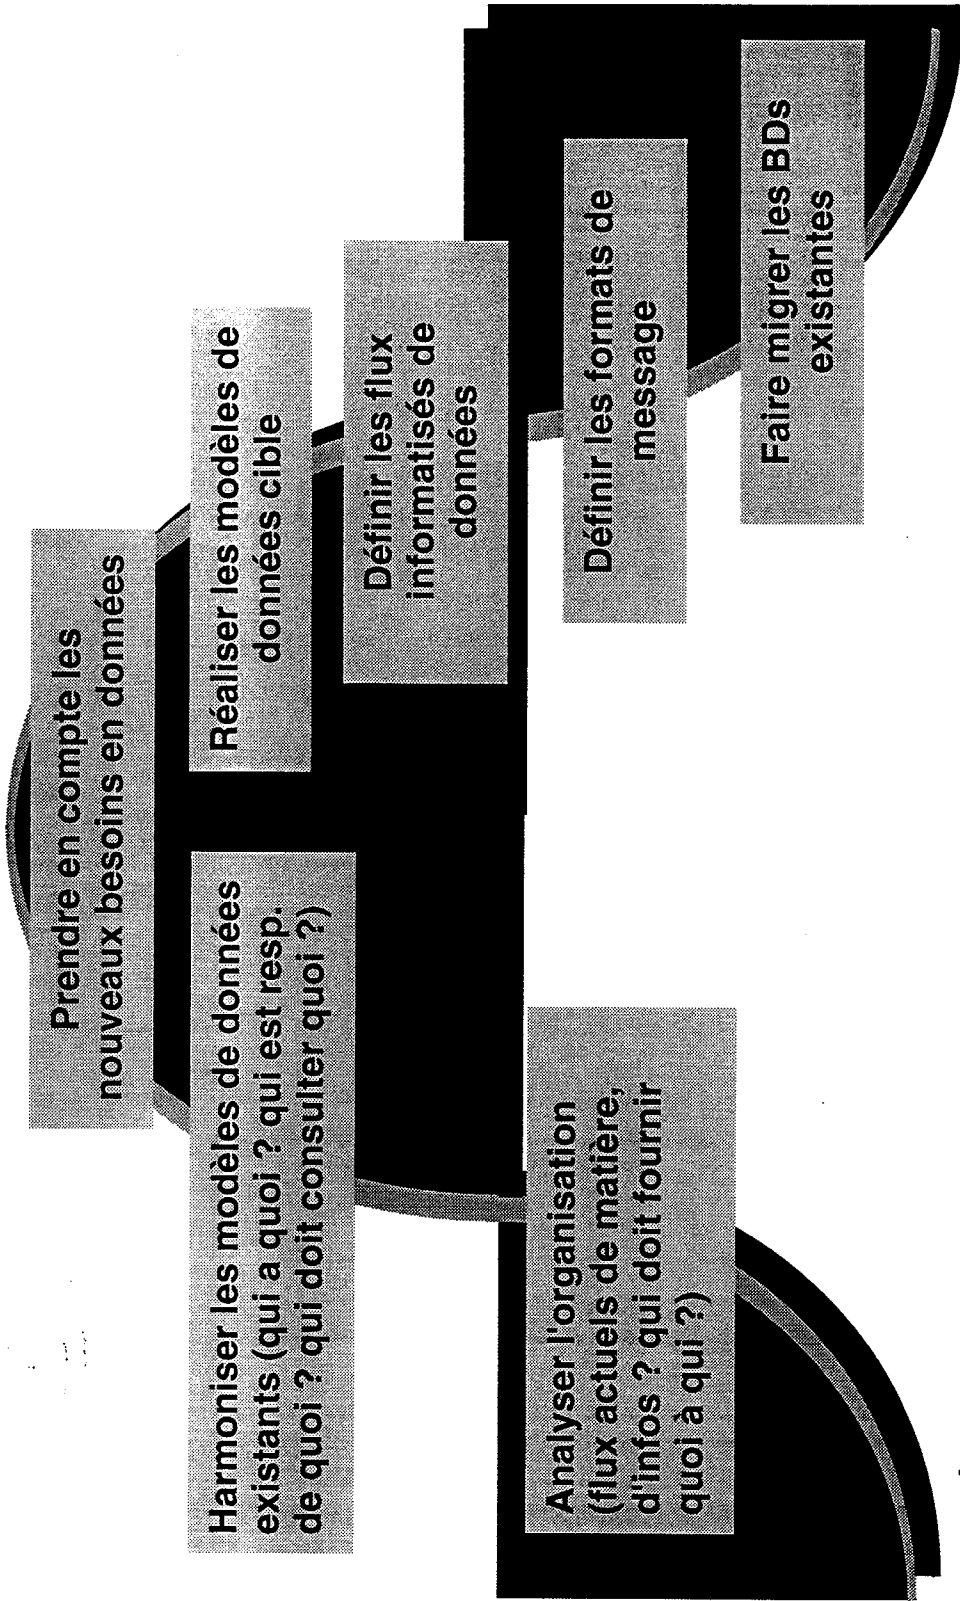 Prendre en compte les
nouveaux besoins en données
Harmoniser les modèles de données
existants (qui a quoi ? qui est resp.
de quoi ? qui doit consulter quoi ?)
Réaliser les modèles de
données cible
Définir les flux
informatisés de
données
Analyser l'organisation
(flux actuels de matière,
d'infos ? qui doit fournir
quoi à qui ?)
Définir les formats de
message
Faire migrer les BDs
existantes